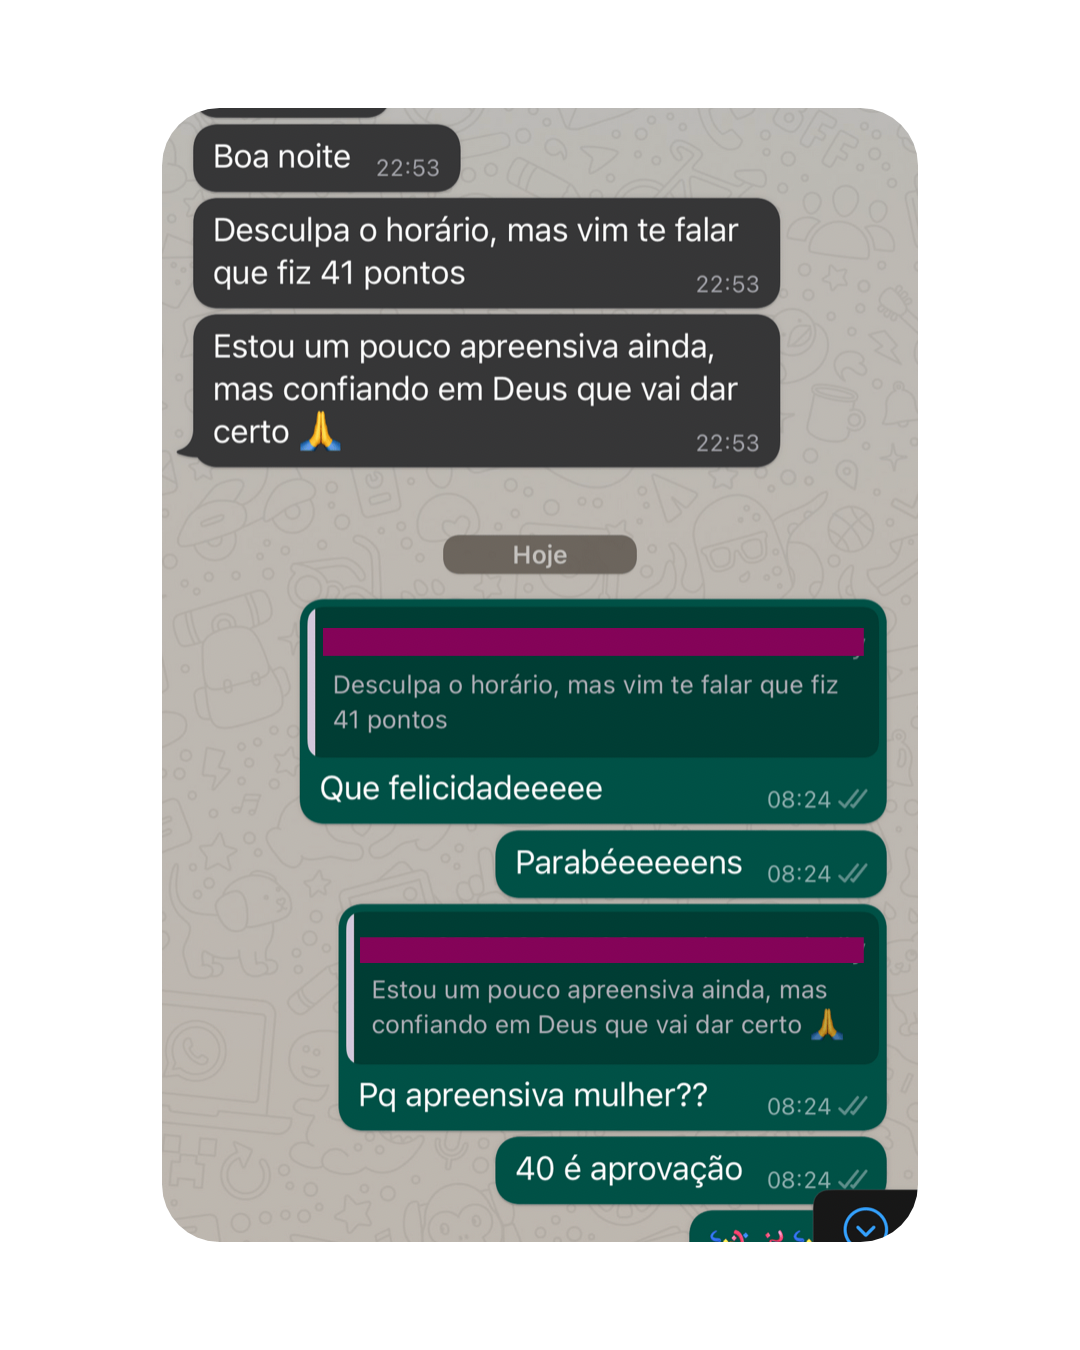 Boa noite 22:53
Desculpa o horário, mas vim te falar
que fiz 41 pontos 22:53
Estou um pouco apreensiva ainda,
mas confiando em Deus que vai dar
certo 🙏 22:53
Hoje
Desculpa o horário, mas vim te falar que fiz
41 pontos
Que felicidadeeeee 08:24
Parabéeeeeens 08:24
Estou um pouco apreensiva ainda, mas
confiando em Deus que vai dar certo 🙏
Pq apreensiva mulher?? 08:24
40 é aprovação 08:24